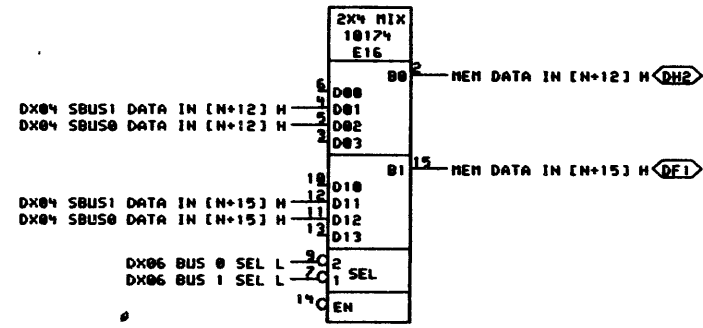 2X4 MIX
10174
E16
B0 2 MEM DATA IN [N+12] H DH2
6 D00
DX04 SBUS1 DATA IN [N+12] H 4 D01
DX04 SBUS0 DATA IN [N+12] H 5 D02
3 D03
B1 15 MEM DATA IN [N+15] H DF1
10 D10
DX04 SBUS1 DATA IN [N+15] H 12 D11
DX04 SBUS0 DATA IN [N+15] H 11 D12
13 D13
DX06 BUS 0 SEL L 9 2 SEL
DX06 BUS 1 SEL L 7 1
14 EN